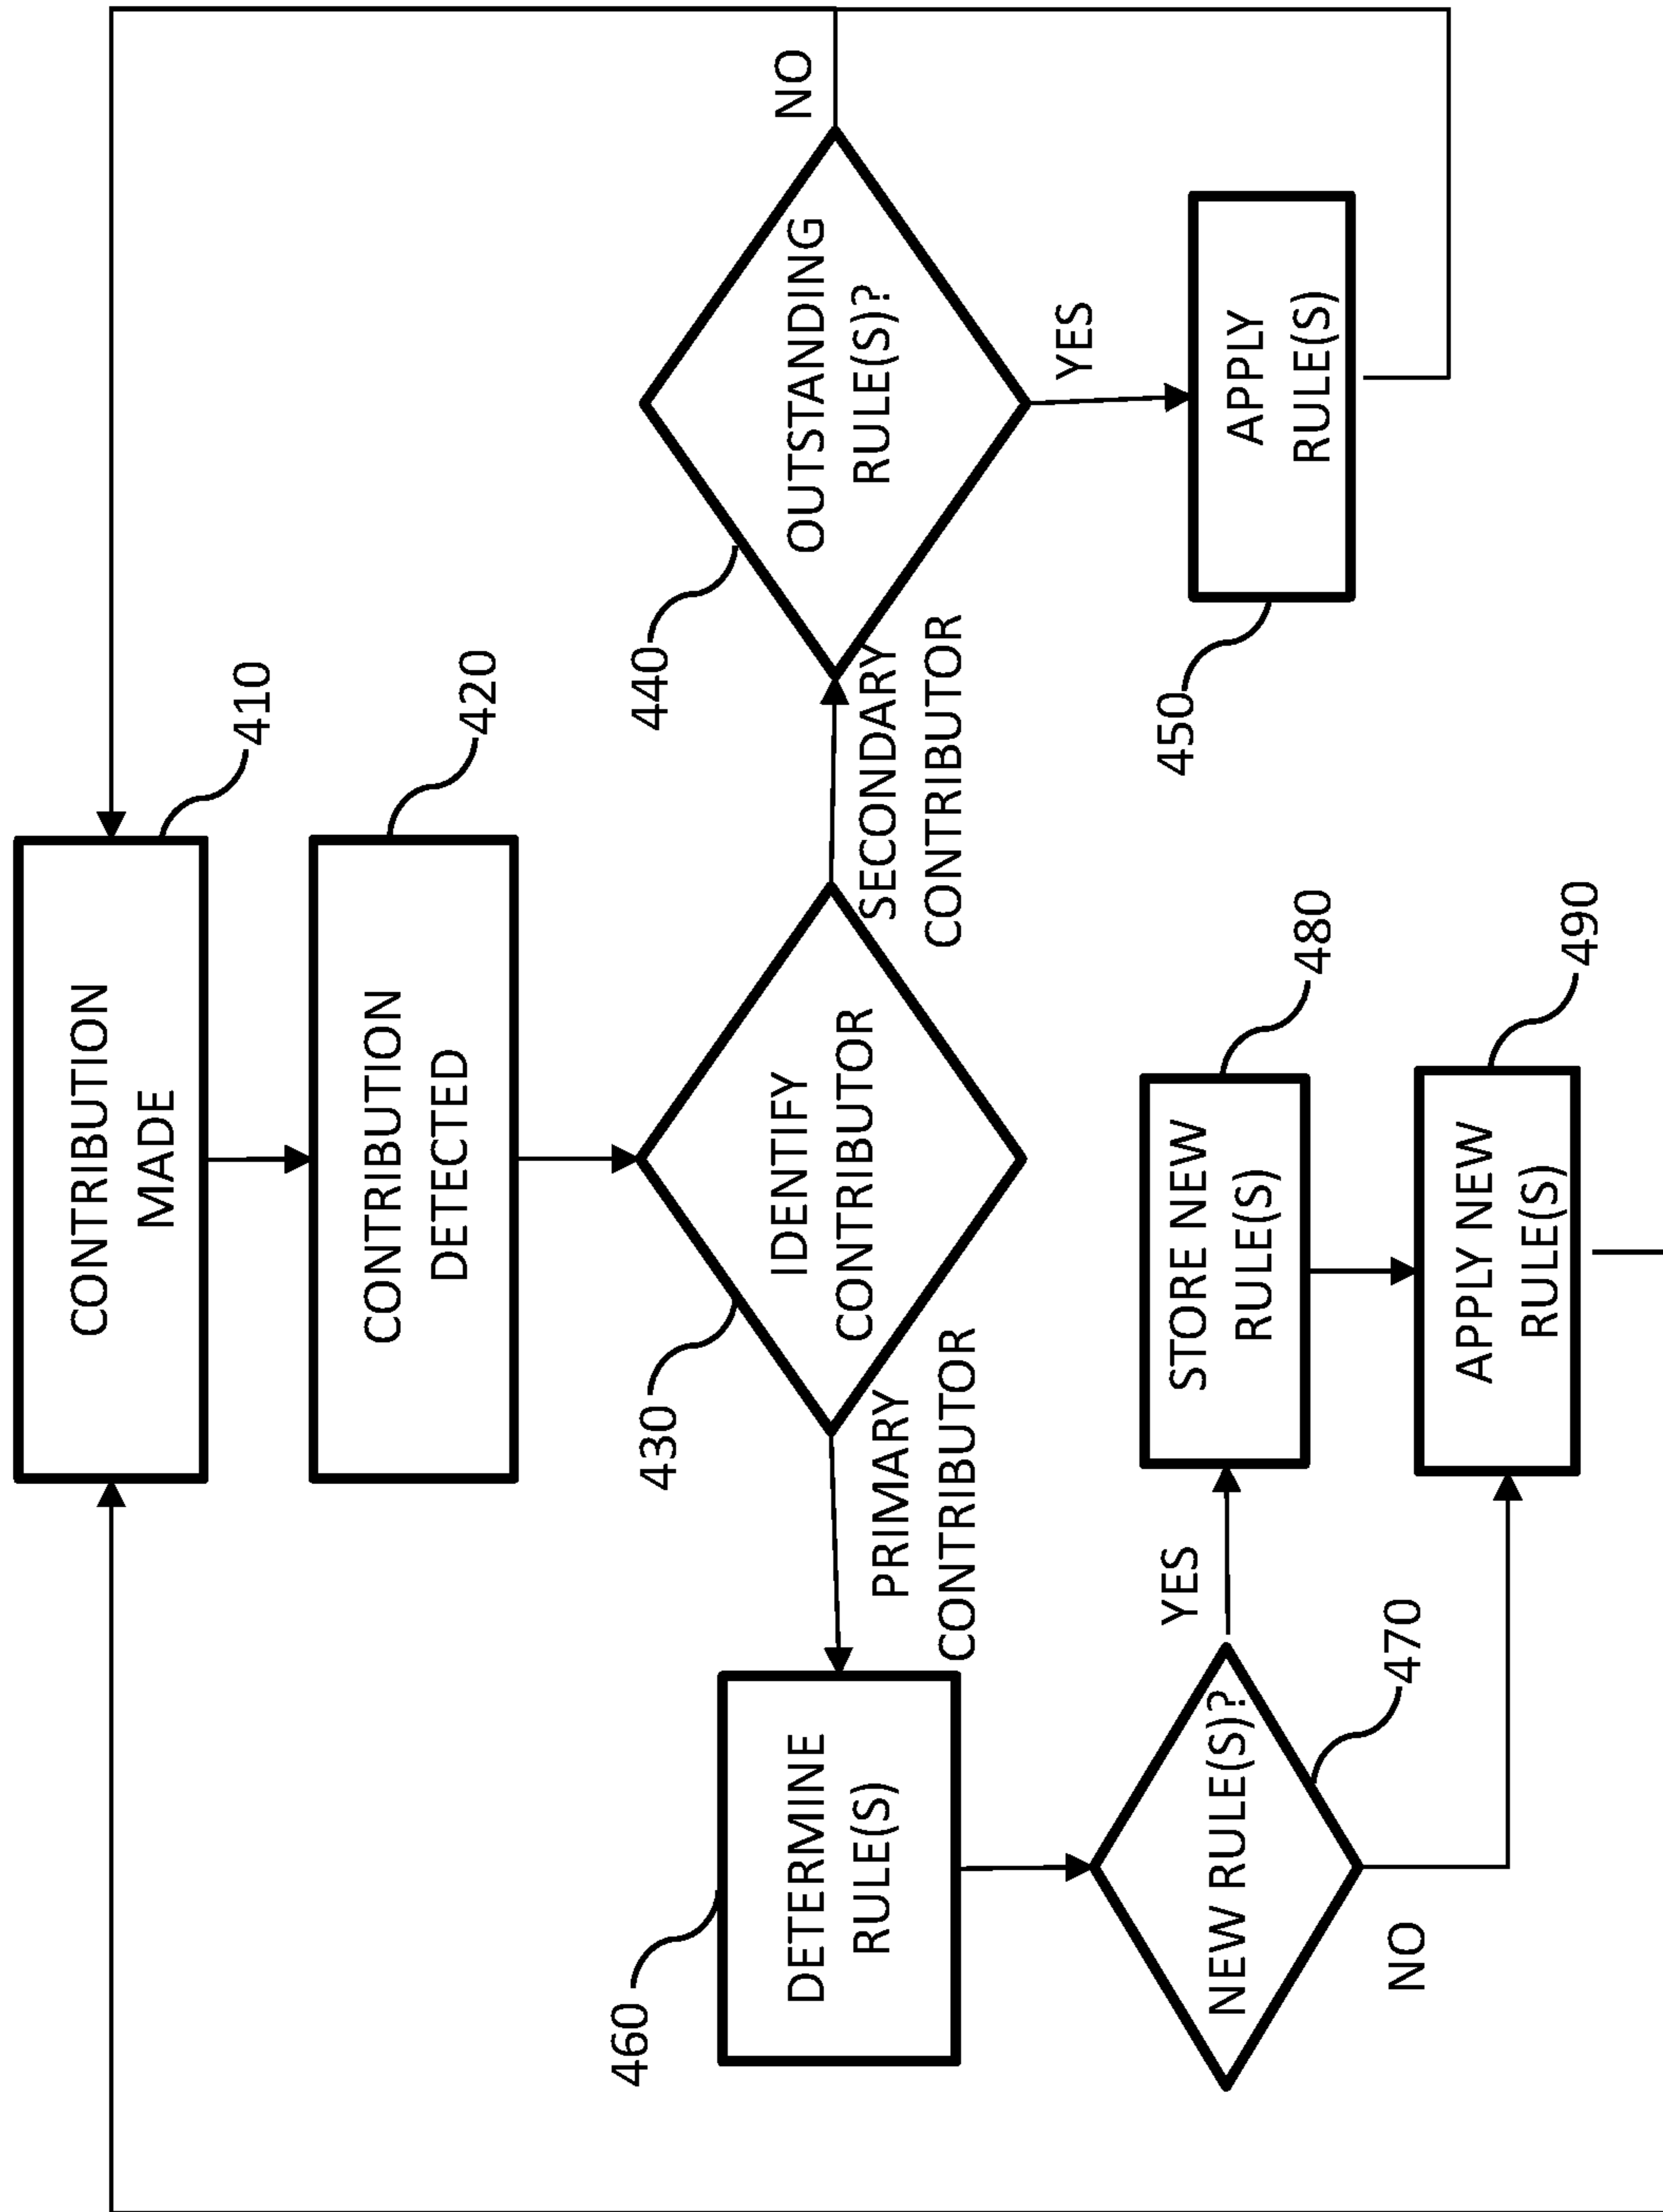 CONTRIBUTION
MADE
410
CONTRIBUTION
DETECTED
420
IDENTIFY
CONTRIBUTOR
430
PRIMARY
CONTRIBUTOR
SECONDARY
CONTRIBUTOR
OUTSTANDING
RULE(S)?
440
NO
YES
APPLY
RULE(S)
450
DETERMINE
RULE(S)
460
NEW RULE(S)?
470
YES
NO
STORE NEW
RULE(S)
480
APPLY NEW
RULE(S)
490